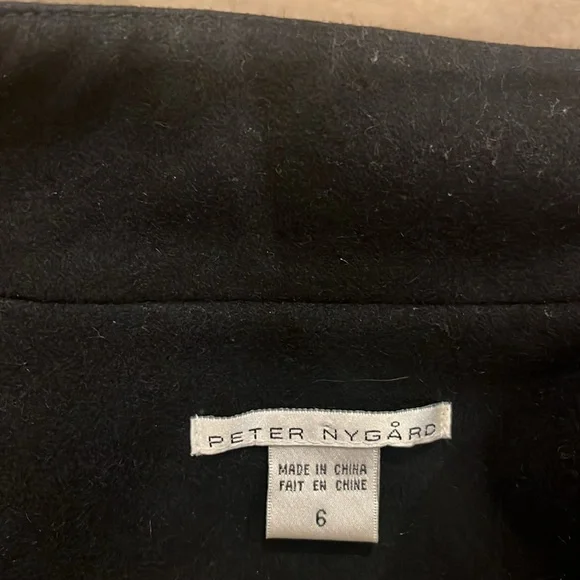 PETER NYGÅRD
MADE IN CHINA
FAIT EN CHINE
6